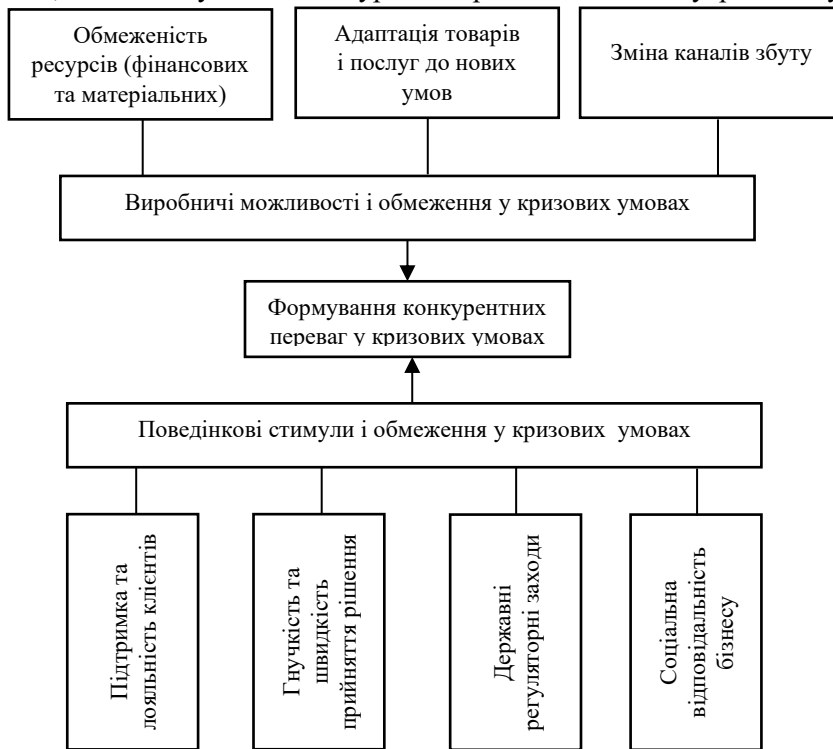 Обмеженість
ресурсів (фінансових
та матеріальних)
Адаптація товарів
і послуг до нових
умов
Зміна каналів збуту
Виробничі можливості і обмеження у кризових умовах
Формування конкурентних
переваг у кризових умовах
Поведінкові стимули і обмеження у кризових умовах
Підтримка та
лояльність клієнтів
Гнучкість та
швидкість
прийняття рішення
Державні
регуляторні заходи
Соціальна
відповідальність
бізнесу